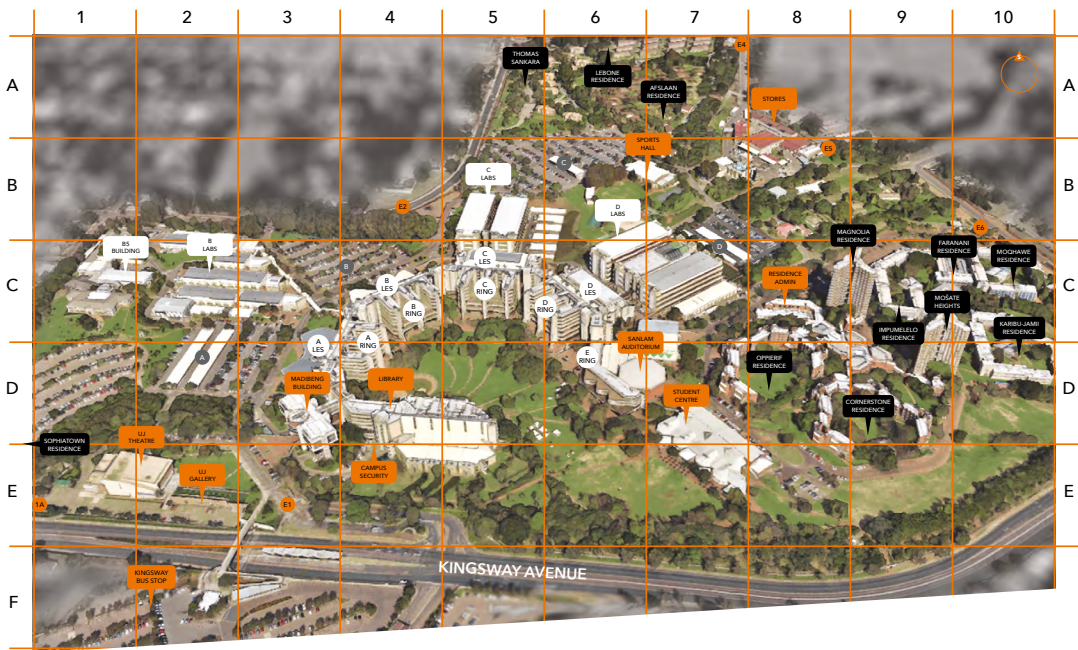 1 2 3 4 5 6 7 8 9 10
A
A
E4
THOMAS
SANKARA
LEBONE
RESIDENCE
AFSLAAN
RESIDENCE
STORES
S
B
B
SPORTS
HALL
E5
C
C
LABS
E2
D
LABS
MAGNOLIA
RESIDENCE
E6
C
C
BS
BUILDING
B
LABS
D
FARANANI
RESIDENCE
MOQHAWE
RESIDENCE
C
LES
B
B
LES
C
RING
D
LES
RESIDENCE
ADMIN
B
RING
D
RING
MOŠATE
HEIGHTS
IMPUMELELO
RESIDENCE
KARIBU-JAMII
RESIDENCE
D
D
A
LES
A
RING
SANLAM
AUDITORIUM
A
E
RING
OPPIERIF
RESIDENCE
MADIBENG
BUILDING
LIBRARY
STUDENT
CENTRE
CORNERSTONE
RESIDENCE
E
E
SOPHIATOWN
RESIDENCE
UJ
THEATRE
UJ
GALLERY
CAMPUS
SECURITY
1A
E1
F
F
KINGSWAY AVENUE
KINGSWAY
BUS STOP